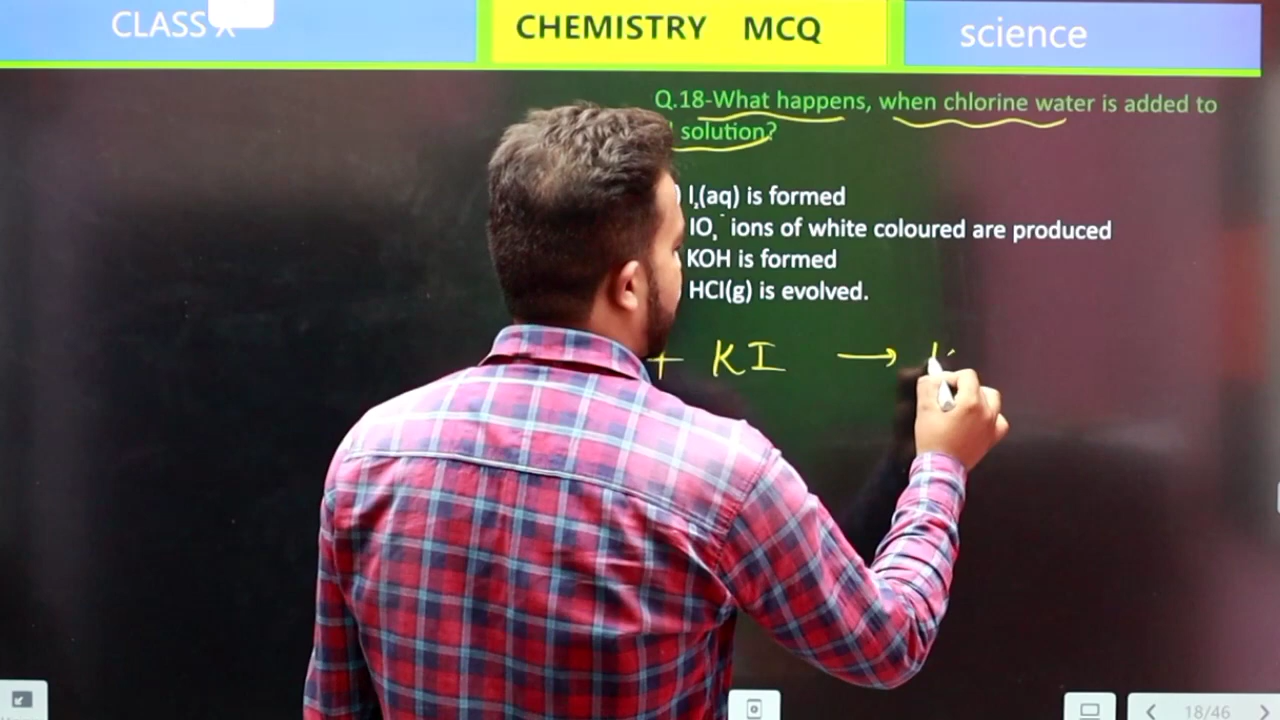 CLASS X
CHEMISTRY MCQ
science
Q.18-What happens, when chlorine water is added to
solution?
I₂(aq) is formed
ions of white coloured are produced
KOH is formed
HCl(g) is evolved.
+ KI →
18/46